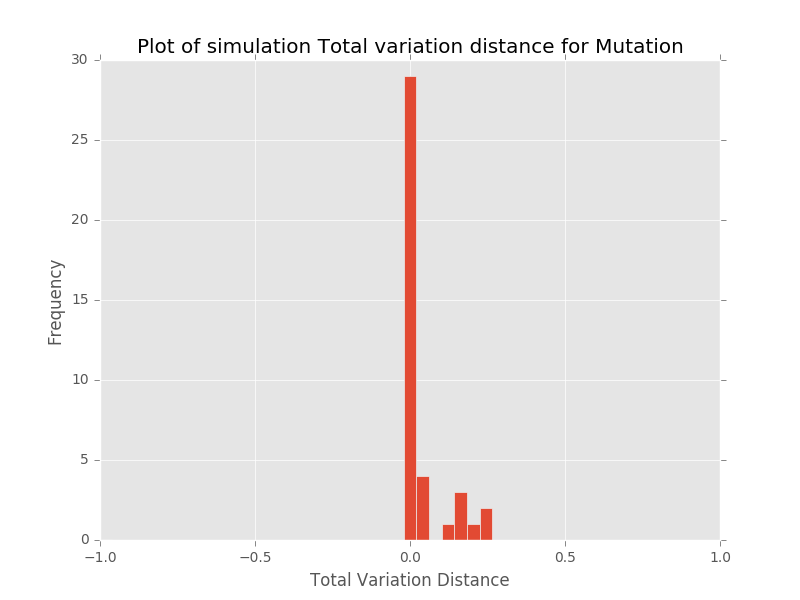 Plot of simulation Total variation distance for Mutation
30
25
20
15
10
5
0
Frequency
−1.0 −0.5 0.0 0.5 1.0
Total Variation Distance